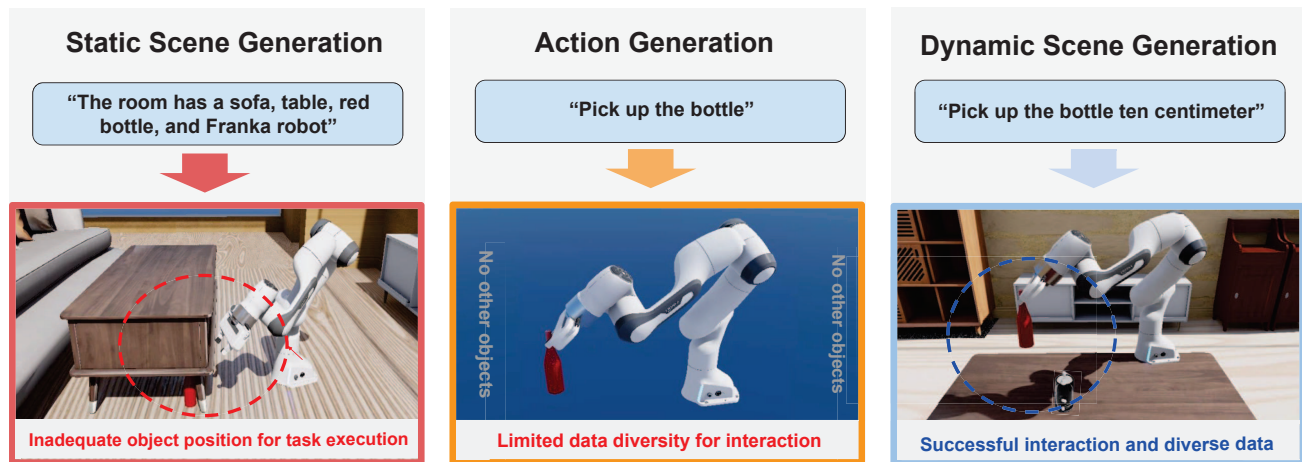 Static Scene Generation
“The room has a sofa, table, red
bottle, and Franka robot”
Inadequate object position for task execution
Action Generation
“Pick up the bottle”
No other objects
No other objects
Limited data diversity for interaction
Dynamic Scene Generation
“Pick up the bottle ten centimeter”
Successful interaction and diverse data